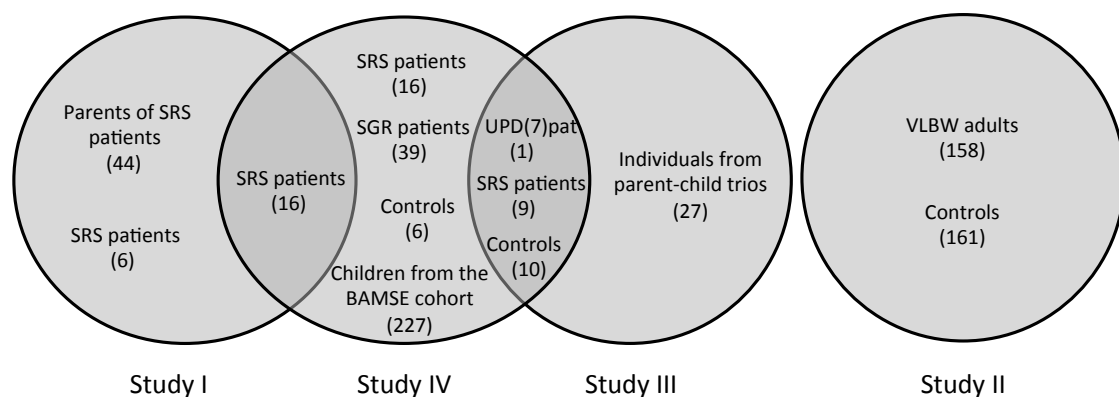 Parents of SRS
patients
(44)
SRS patients
(6)
SRS patients
(16)
SRS patients
(16)
SGR patients
(39)
Controls
(6)
Children from the
BAMSE cohort
(227)
UPD(7)pat
(1)
SRS patients
(9)
Controls
(10)
Individuals from
parent-child trios
(27)
VLBW adults
(158)
Controls
(161)
Study I
Study IV
Study III
Study II